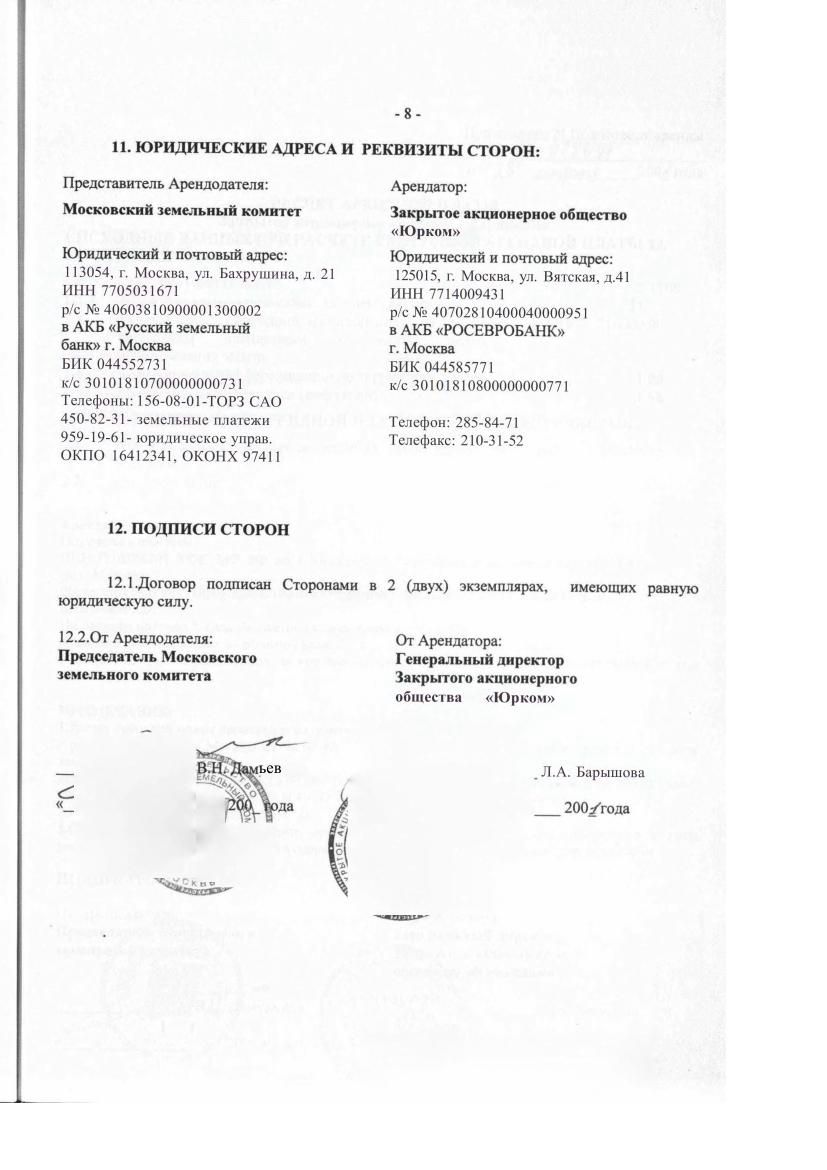 - 8 -
11. ЮРИДИЧЕСКИЕ АДРЕСА И РЕКВИЗИТЫ СТОРОН:
Представитель Арендодателя:
Московский земельный комитет
Юридический и почтовый адрес:
113054, г. Москва, ул. Бахрушина, д. 21
ИНН 7705031671
р/с № 40603810900001300002
в АКБ «Русский земельный
банк» г. Москва
БИК 044552731
к/с 30101810700000000731
Телефоны: 156-08-01-ТОРЗ САО
450-82-31- земельные платежи
959-19-61- юридическое управ.
ОКПО 16412341, ОКОНХ 97411
Арендатор:
Закрытое акционерное общество
«Юрком»
Юридический и почтовый адрес:
125015, г. Москва, ул. Вятская, д.41
ИНН 7714009431
р/с № 40702810400040000951
в АКБ «РОСЕВРОБАНК»
г. Москва
БИК 044585771
к/с 30101810800000000771
Телефон: 285-84-71
Телефакс: 210-31-52
12. ПОДПИСИ СТОРОН
12.1.Договор подписан Сторонами в 2 (двух) экземплярах, имеющих равную
юридическую силу.
12.2.От Арендодателя:
Председатель Московского
земельного комитета
В.Н. Дамьев
200_ года
От Арендатора:
Генеральный директор
Закрытого акционерного
общества «Юрком»
Л.А. Барышова
___ 200 года